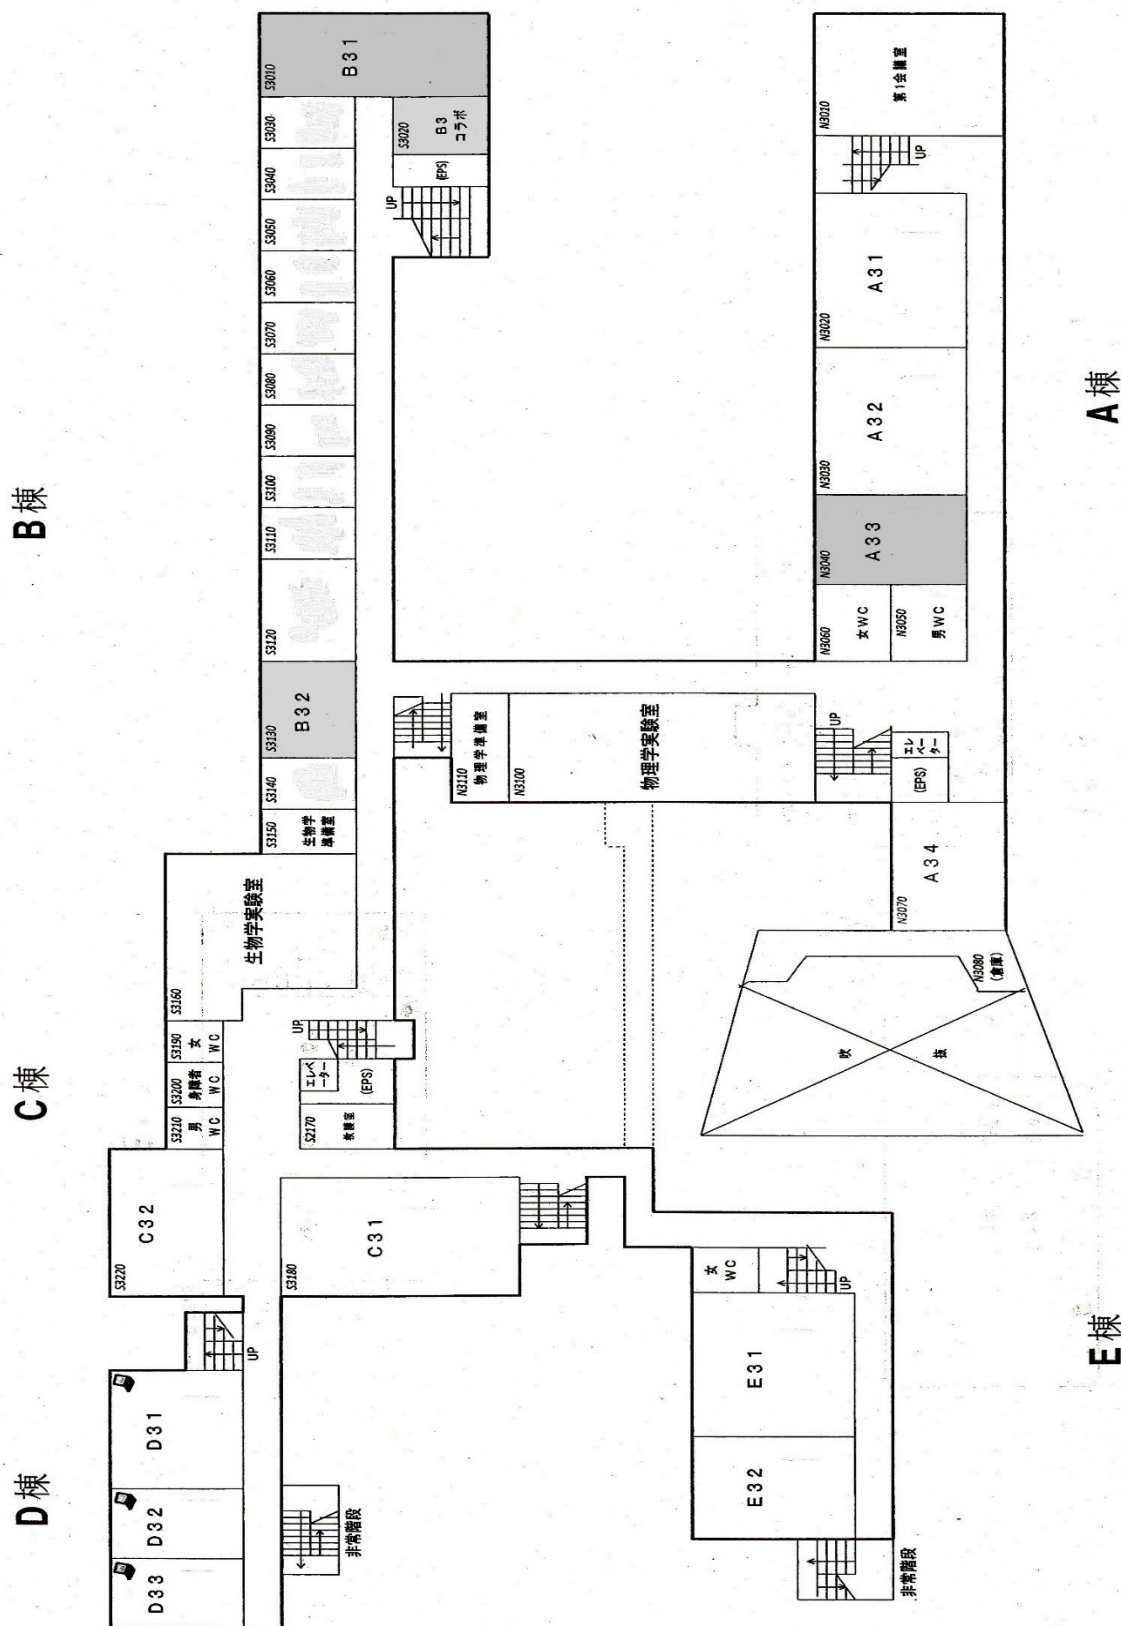 B棟
S3010
B31
S3020
B3
コラボ
(EPS)
UP
S3030
S3040
S3050
S3060
S3070
S3080
S3090
S3100
S3110
S3120
S3130
B32
S3140
S3150
生物学
準備室
C棟
S3160
生物学実験室
S3190
女
WC
S3200
身障者
WC
S3210
男
WC
UP
エレベ
ーター
(EPS)
S2170
救護室
S3220
C32
S3180
C31
D棟
UP
D31
D32
D33
非常階段
A棟
N3010
第1会議室
UP
N3020
A31
N3030
A32
N3040
A33
N3060
女WC
N3050
男WC
N3110
物理学準備室
N3100
物理学実験室
UP
エレ
ベー
ター
(EPS)
N3070
A34
N3080
(倉庫)
吹
抜
E棟
女
WC
UP
E31
E32
非常階段